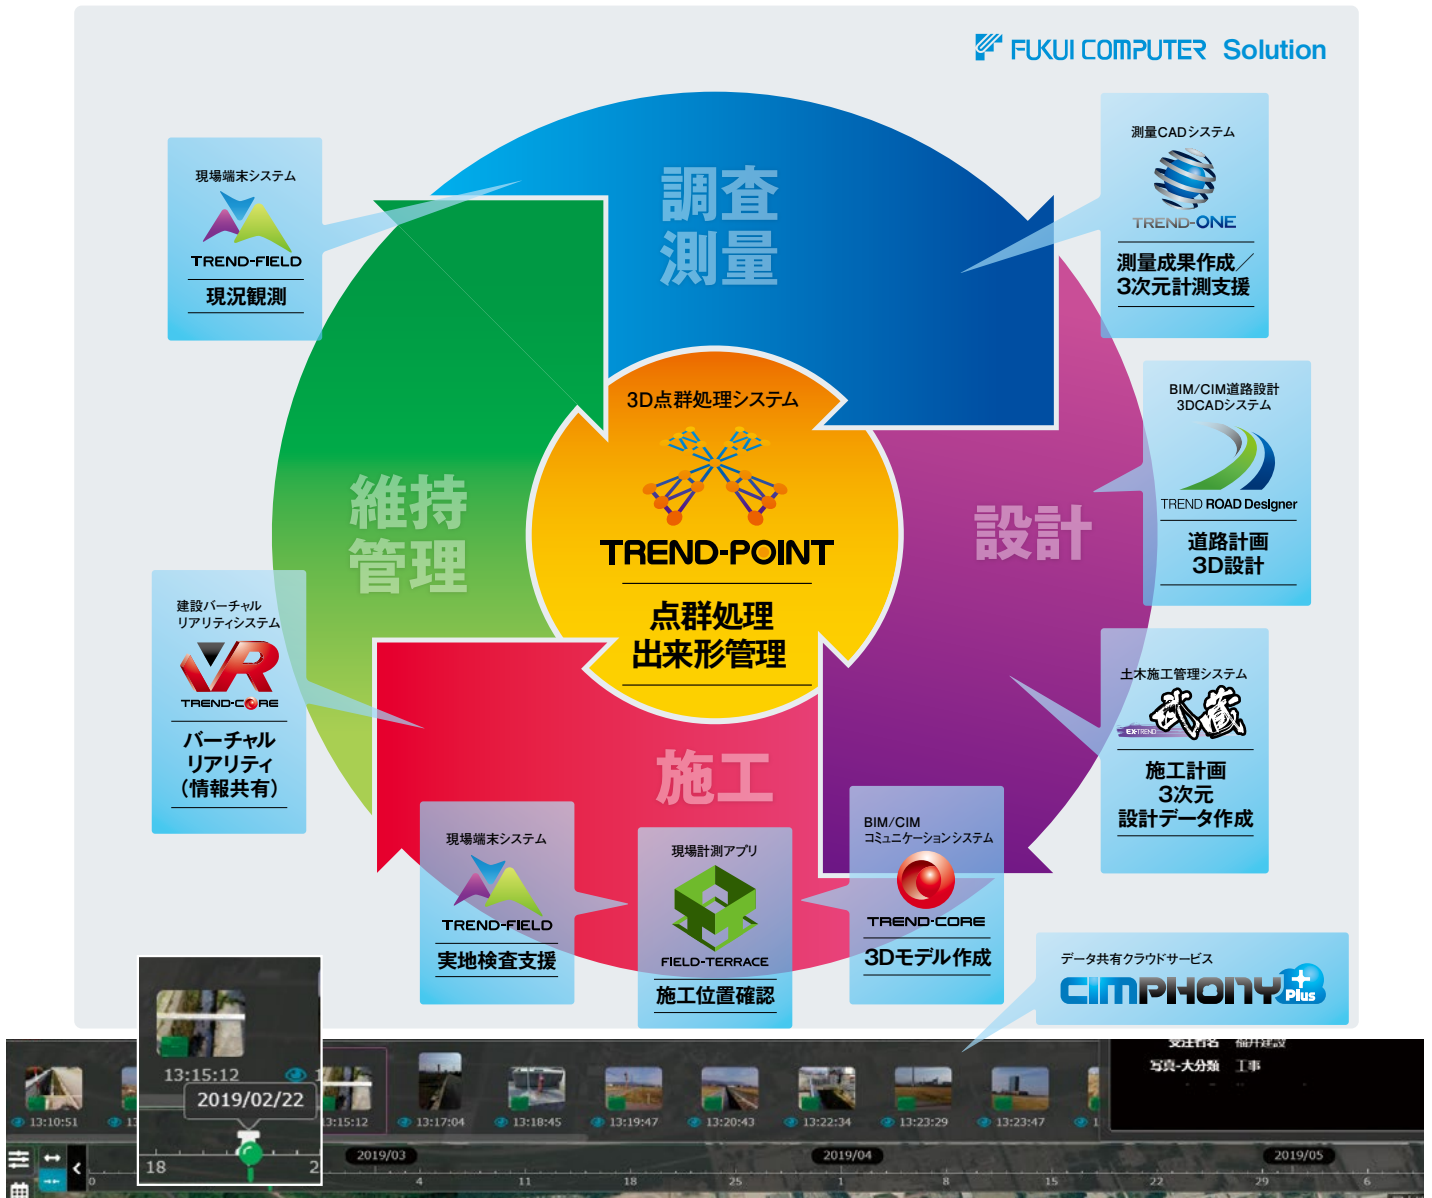 FUKUI COMPUTER Solution
現場端末システム
TREND-FIELD
現況観測
調査
測量
測量CADシステム
TREND-ONE
測量成果作成／
3次元計測支援
3D点群処理システム
TREND-POINT
点群処理
出来形管理
BIM/CIM道路設計
3DCADシステム
TREND ROAD Designer
道路計画
3D設計
維持
管理
設計
建設バーチャル
リアリティシステム
VR
TREND-CORE
バーチャル
リアリティ
（情報共有）
土木施工管理システム
EX-TREND
武蔵
施工計画
3次元
設計データ作成
施工
現場端末システム
TREND-FIELD
実地検査支援
現場計測アプリ
FIELD-TERRACE
施工位置確認
BIM/CIM
コミュニケーションシステム
TREND-CORE
3Dモデル作成
データ共有クラウドサービス
CIMPHONY Plus
受注者名 福井建設
写真-大分類 工事
13:15:12
2019/02/22
18
13:10:51
13:15:12
13:17:04
13:18:45
13:19:47
13:20:43
13:22:34
13:23:29
13:23:47
2019/03
2019/04
2019/05
4
11
18
25
1
8
15
22
29
6